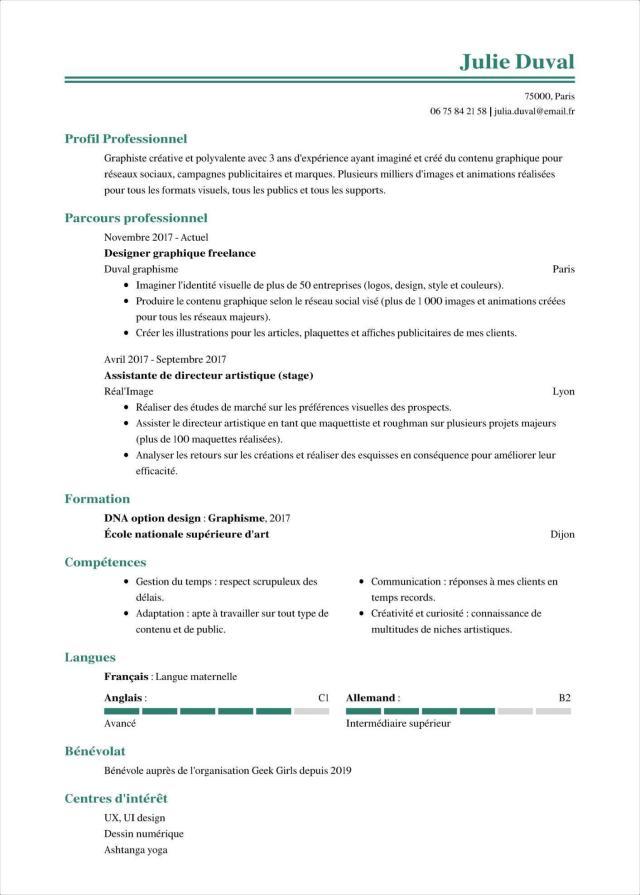 Julie Duval
75000, Paris
06 75 84 21 58 | julia.duval@email.fr
Profil Professionnel
Graphiste créative et polyvalente avec 3 ans d'expérience ayant imaginé et créé du contenu graphique pour
réseaux sociaux, campagnes publicitaires et marques. Plusieurs milliers d'images et animations réalisées
pour tous les formats visuels, tous les publics et tous les supports.
Parcours professionnel
Novembre 2017 - Actuel
Designer graphique freelance
Duval graphisme Paris
• Imaginer l'identité visuelle de plus de 50 entreprises (logos, design, style et couleurs).
• Produire le contenu graphique selon le réseau social visé (plus de 1 000 images et animations créées
pour tous les réseaux majeurs).
• Créer les illustrations pour les articles, plaquettes et affiches publicitaires de mes clients.
Avril 2017 - Septembre 2017
Assistante de directeur artistique (stage)
Réal'Image Lyon
• Réaliser des études de marché sur les préférences visuelles des prospects.
• Assister le directeur artistique en tant que maquettiste et roughman sur plusieurs projets majeurs
(plus de 100 maquettes réalisées).
• Analyser les retours sur les créations et réaliser des esquisses en conséquence pour améliorer leur
efficacité.
Formation
DNA option design : Graphisme, 2017
École nationale supérieure d'art Dijon
Compétences
• Gestion du temps : respect scrupuleux des
délais.
• Adaptation : apte à travailler sur tout type de
contenu et de public.
• Communication : réponses à mes clients en
temps records.
• Créativité et curiosité : connaissance de
multitudes de niches artistiques.
Langues
Français : Langue maternelle
Anglais : C1
Avancé
Allemand : B2
Intermédiaire supérieur
Bénévolat
Bénévole auprès de l'organisation Geek Girls depuis 2019
Centres d'intérêt
UX, UI design
Dessin numérique
Ashtanga yoga